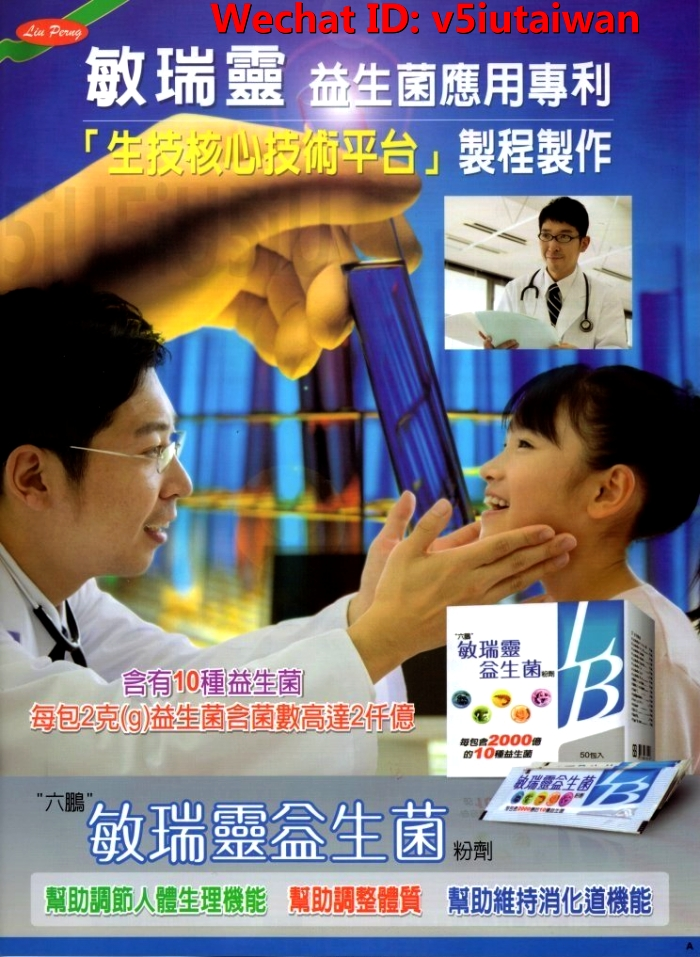 Wechat ID: v5iutaiwan
Liu Perng
敏瑞靈 益生菌應用專利
「生技核心技術平台」製程製作
"六鵬"
敏瑞靈
益生菌粉劑
LB
每包含2000億
的10種益生菌
50包入
含有10種益生菌
每包2克(g)益生菌含菌數高達2仟億
敏瑞靈益生菌
LB
"六鵬"
敏瑞靈益生菌 粉劑
幫助調節人體生理機能 幫助調整體質 幫助維持消化道機能
A